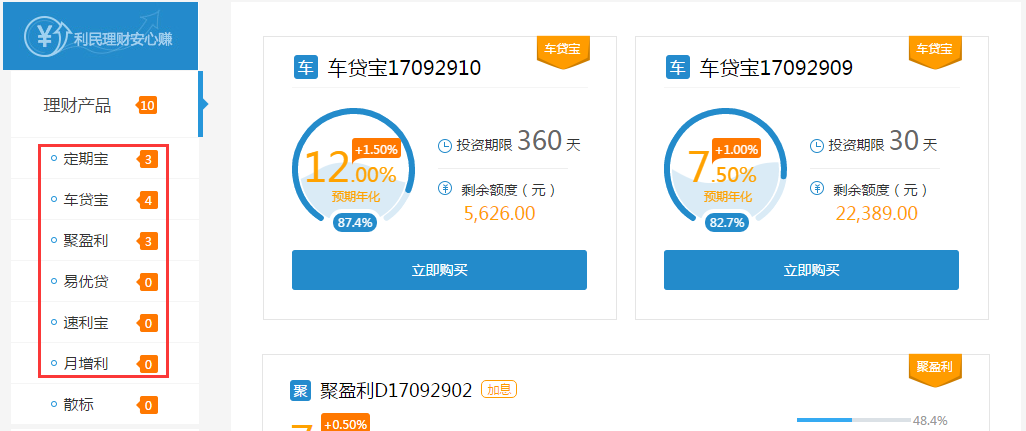 ¥ 利民理财安心赚
理财产品 10
定期宝 3
车贷宝 4
聚盈利 3
易优贷 0
速利宝 0
月增利 0
散标 0
车贷宝
车 车贷宝17092910
+1.50%
12.00%
预期年化
87.4%
投资期限 360 天
¥ 剩余额度（元）
5,626.00
立即购买
车贷宝
车 车贷宝17092909
+1.00%
7.50%
预期年化
82.7%
投资期限 30 天
¥ 剩余额度（元）
22,389.00
立即购买
聚盈利
聚 聚盈利D17092902 加息
+0.50%
48.4%